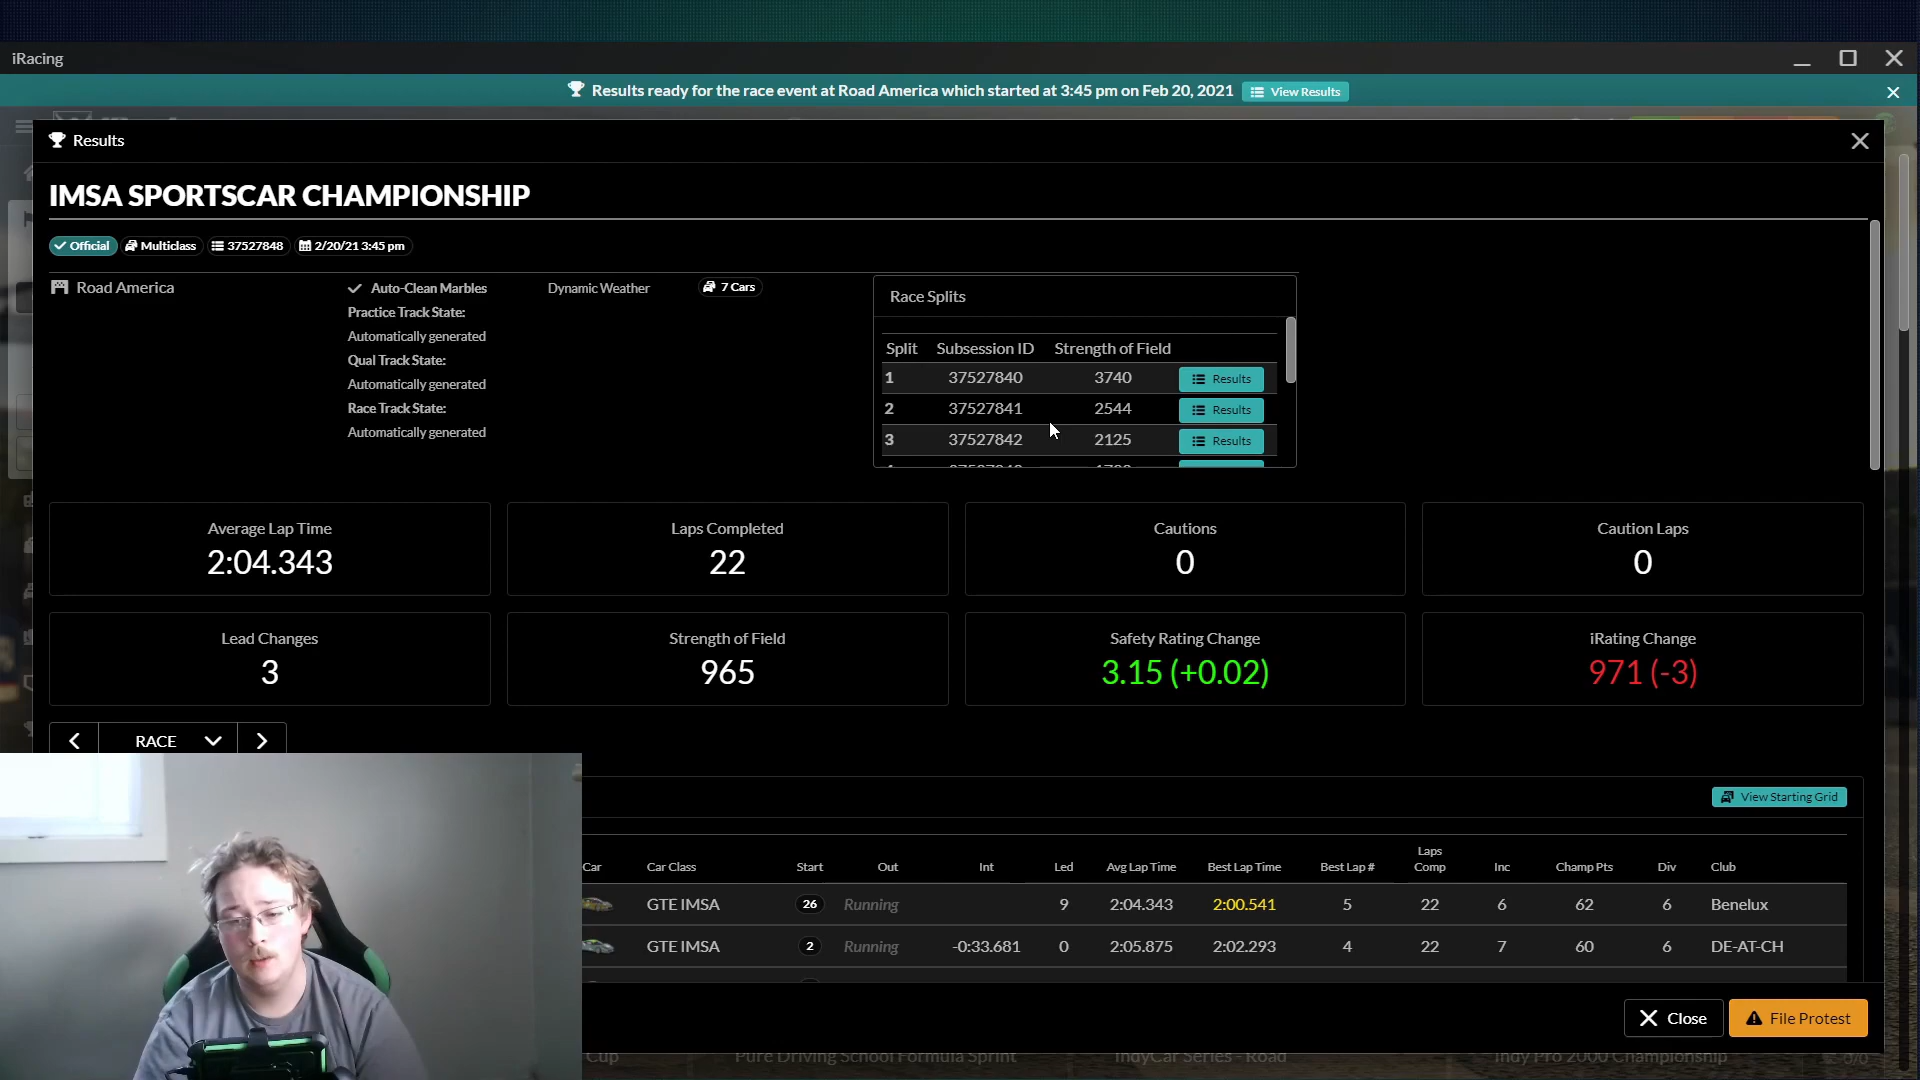 iRacing
Results ready for the race event at Road America which started at 3:45 pm on Feb 20, 2021 View Results
Results
IMSA SPORTSCAR CHAMPIONSHIP
Official Multiclass 37527848 2/20/21 3:45 pm
Road America
Auto-Clean Marbles
Practice Track State:
Automatically generated
Qual Track State:
Automatically generated
Race Track State:
Automatically generated
Dynamic Weather
7 Cars
Race Splits
Split Subsession ID Strength of Field
1 37527840 3740 Results
2 37527841 2544 Results
3 37527842 2125 Results
Average Lap Time
2:04.343
Laps Completed
22
Cautions
0
Caution Laps
0
Lead Changes
3
Strength of Field
965
Safety Rating Change
3.15 (+0.02)
iRating Change
971 (-3)
RACE
View Starting Grid
Car Car Class Start Out Int Led Avg Lap Time Best Lap Time Best Lap # Laps Comp Inc Champ Pts Div Club
GTE IMSA 26 Running 9 2:04.343 2:00.541 5 22 6 62 6 Benelux
GTE IMSA 2 Running -0:33.681 0 2:05.875 2:02.293 4 22 7 60 6 DE-AT-CH
Close File Protest
Cup Pure Driving School Formula Sprint IndyCar Series - Road Indy Pro 2000 Championship